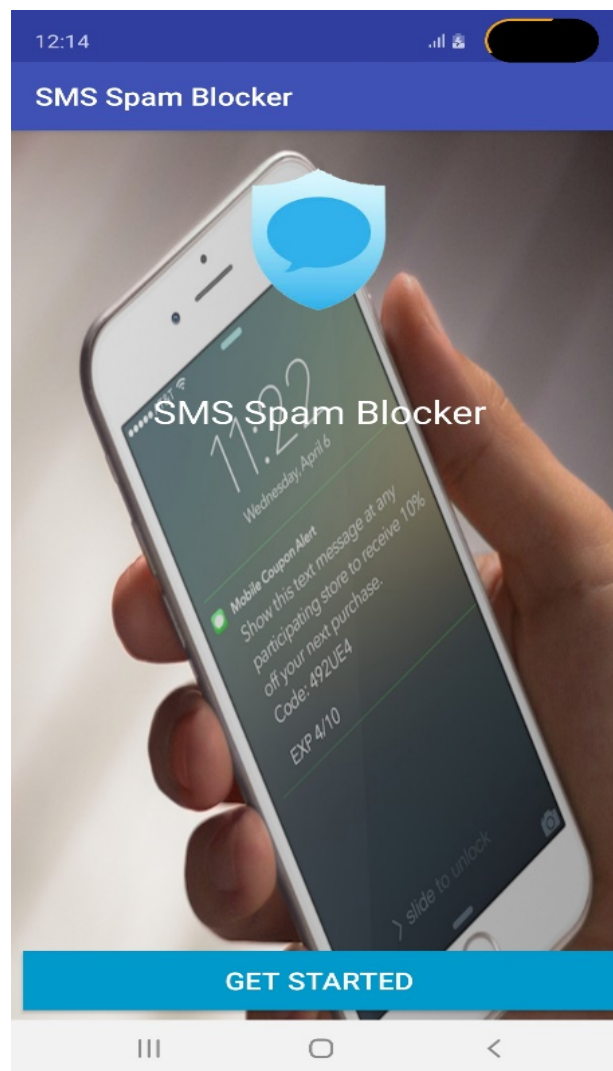 12:14
SMS Spam Blocker
AT&T
11:22
SMS Spam Blocker
Wednesday, April 6
Mobile Coupon Alert
Show this text message at any
participating store to receive 10%
off your next purchase.
Code: 492UE4
EXP 4/10
> slide to unlock
GET STARTED